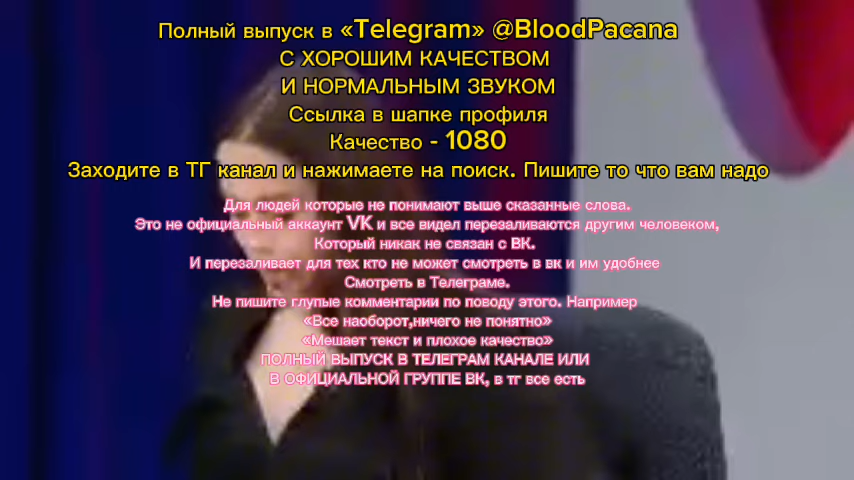 Полный выпуск в «Telegram» @BloodPacana
С ХОРОШИМ КАЧЕСТВОМ
И НОРМАЛЬНЫМ ЗВУКОМ
Ссылка в шапке профиля
Качество - 1080
Заходите в ТГ канал и нажимаете на поиск. Пишите то что вам надо
Для людей которые не понимают выше сказанные слова.
Это не официальный аккаунт VK и все видел перезаливаются другим человеком,
Который никак не связан с ВК.
И перезаливает для тех кто не может смотреть в вк и им удобнее
Смотреть в Телеграме.
Не пишите глупые комментарии по поводу этого. Например
«Все наоборот,ничего не понятно»
«Мешает текст и плохое качество»
ПОЛНЫЙ ВЫПУСК В ТЕЛЕГРАМ КАНАЛЕ ИЛИ
В ОФИЦИАЛЬНОЙ ГРУППЕ ВК, в тг все есть